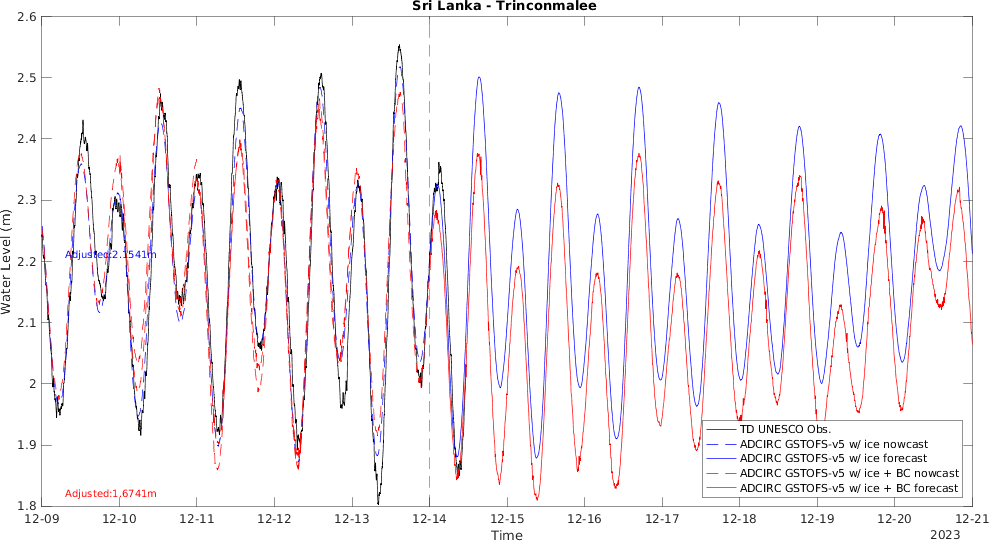 Sri Lanka - Trinconmalee
2.6
2.5
2.4
2.3
2.2
2.1
2
1.9
1.8
Water Level (m)
Adjusted:2.1541m
Adjusted:1.6741m
TD UNESCO Obs.
ADCIRC GSTOFS-v5 w/ ice nowcast
ADCIRC GSTOFS-v5 w/ ice forecast
ADCIRC GSTOFS-v5 w/ ice + BC nowcast
ADCIRC GSTOFS-v5 w/ ice + BC forecast
12-09 12-10 12-11 12-12 12-13 12-14 12-15 12-16 12-17 12-18 12-19 12-20 12-21
Time
2023